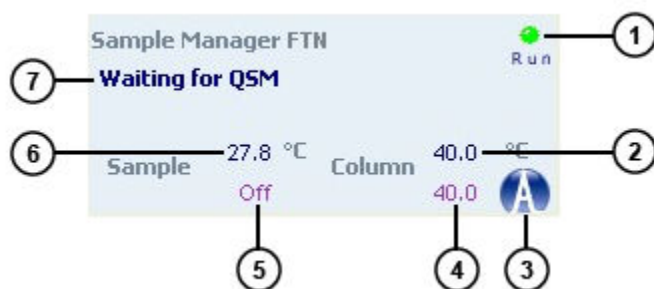 Sample Manager FTN
1
Run
7
Waiting for QSM
6
Sample
27.8 °C
Column
40.0 °C
2
Off
40.0
A
5
4
3